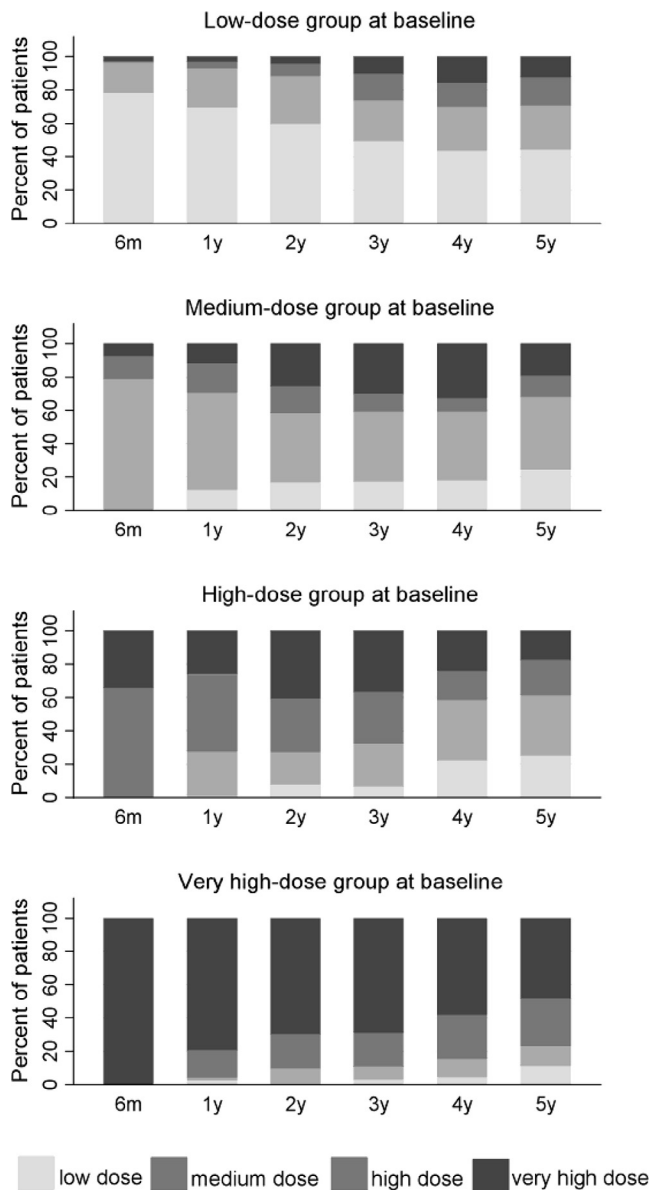 Low-dose group at baseline
Percent of patients
0 20 40 60 80 100
6m 1y 2y 3y 4y 5y
Medium-dose group at baseline
Percent of patients
0 20 40 60 80 100
6m 1y 2y 3y 4y 5y
High-dose group at baseline
Percent of patients
0 20 40 60 80 100
6m 1y 2y 3y 4y 5y
Very high-dose group at baseline
Percent of patients
0 20 40 60 80 100
6m 1y 2y 3y 4y 5y
low dose medium dose high dose very high dose